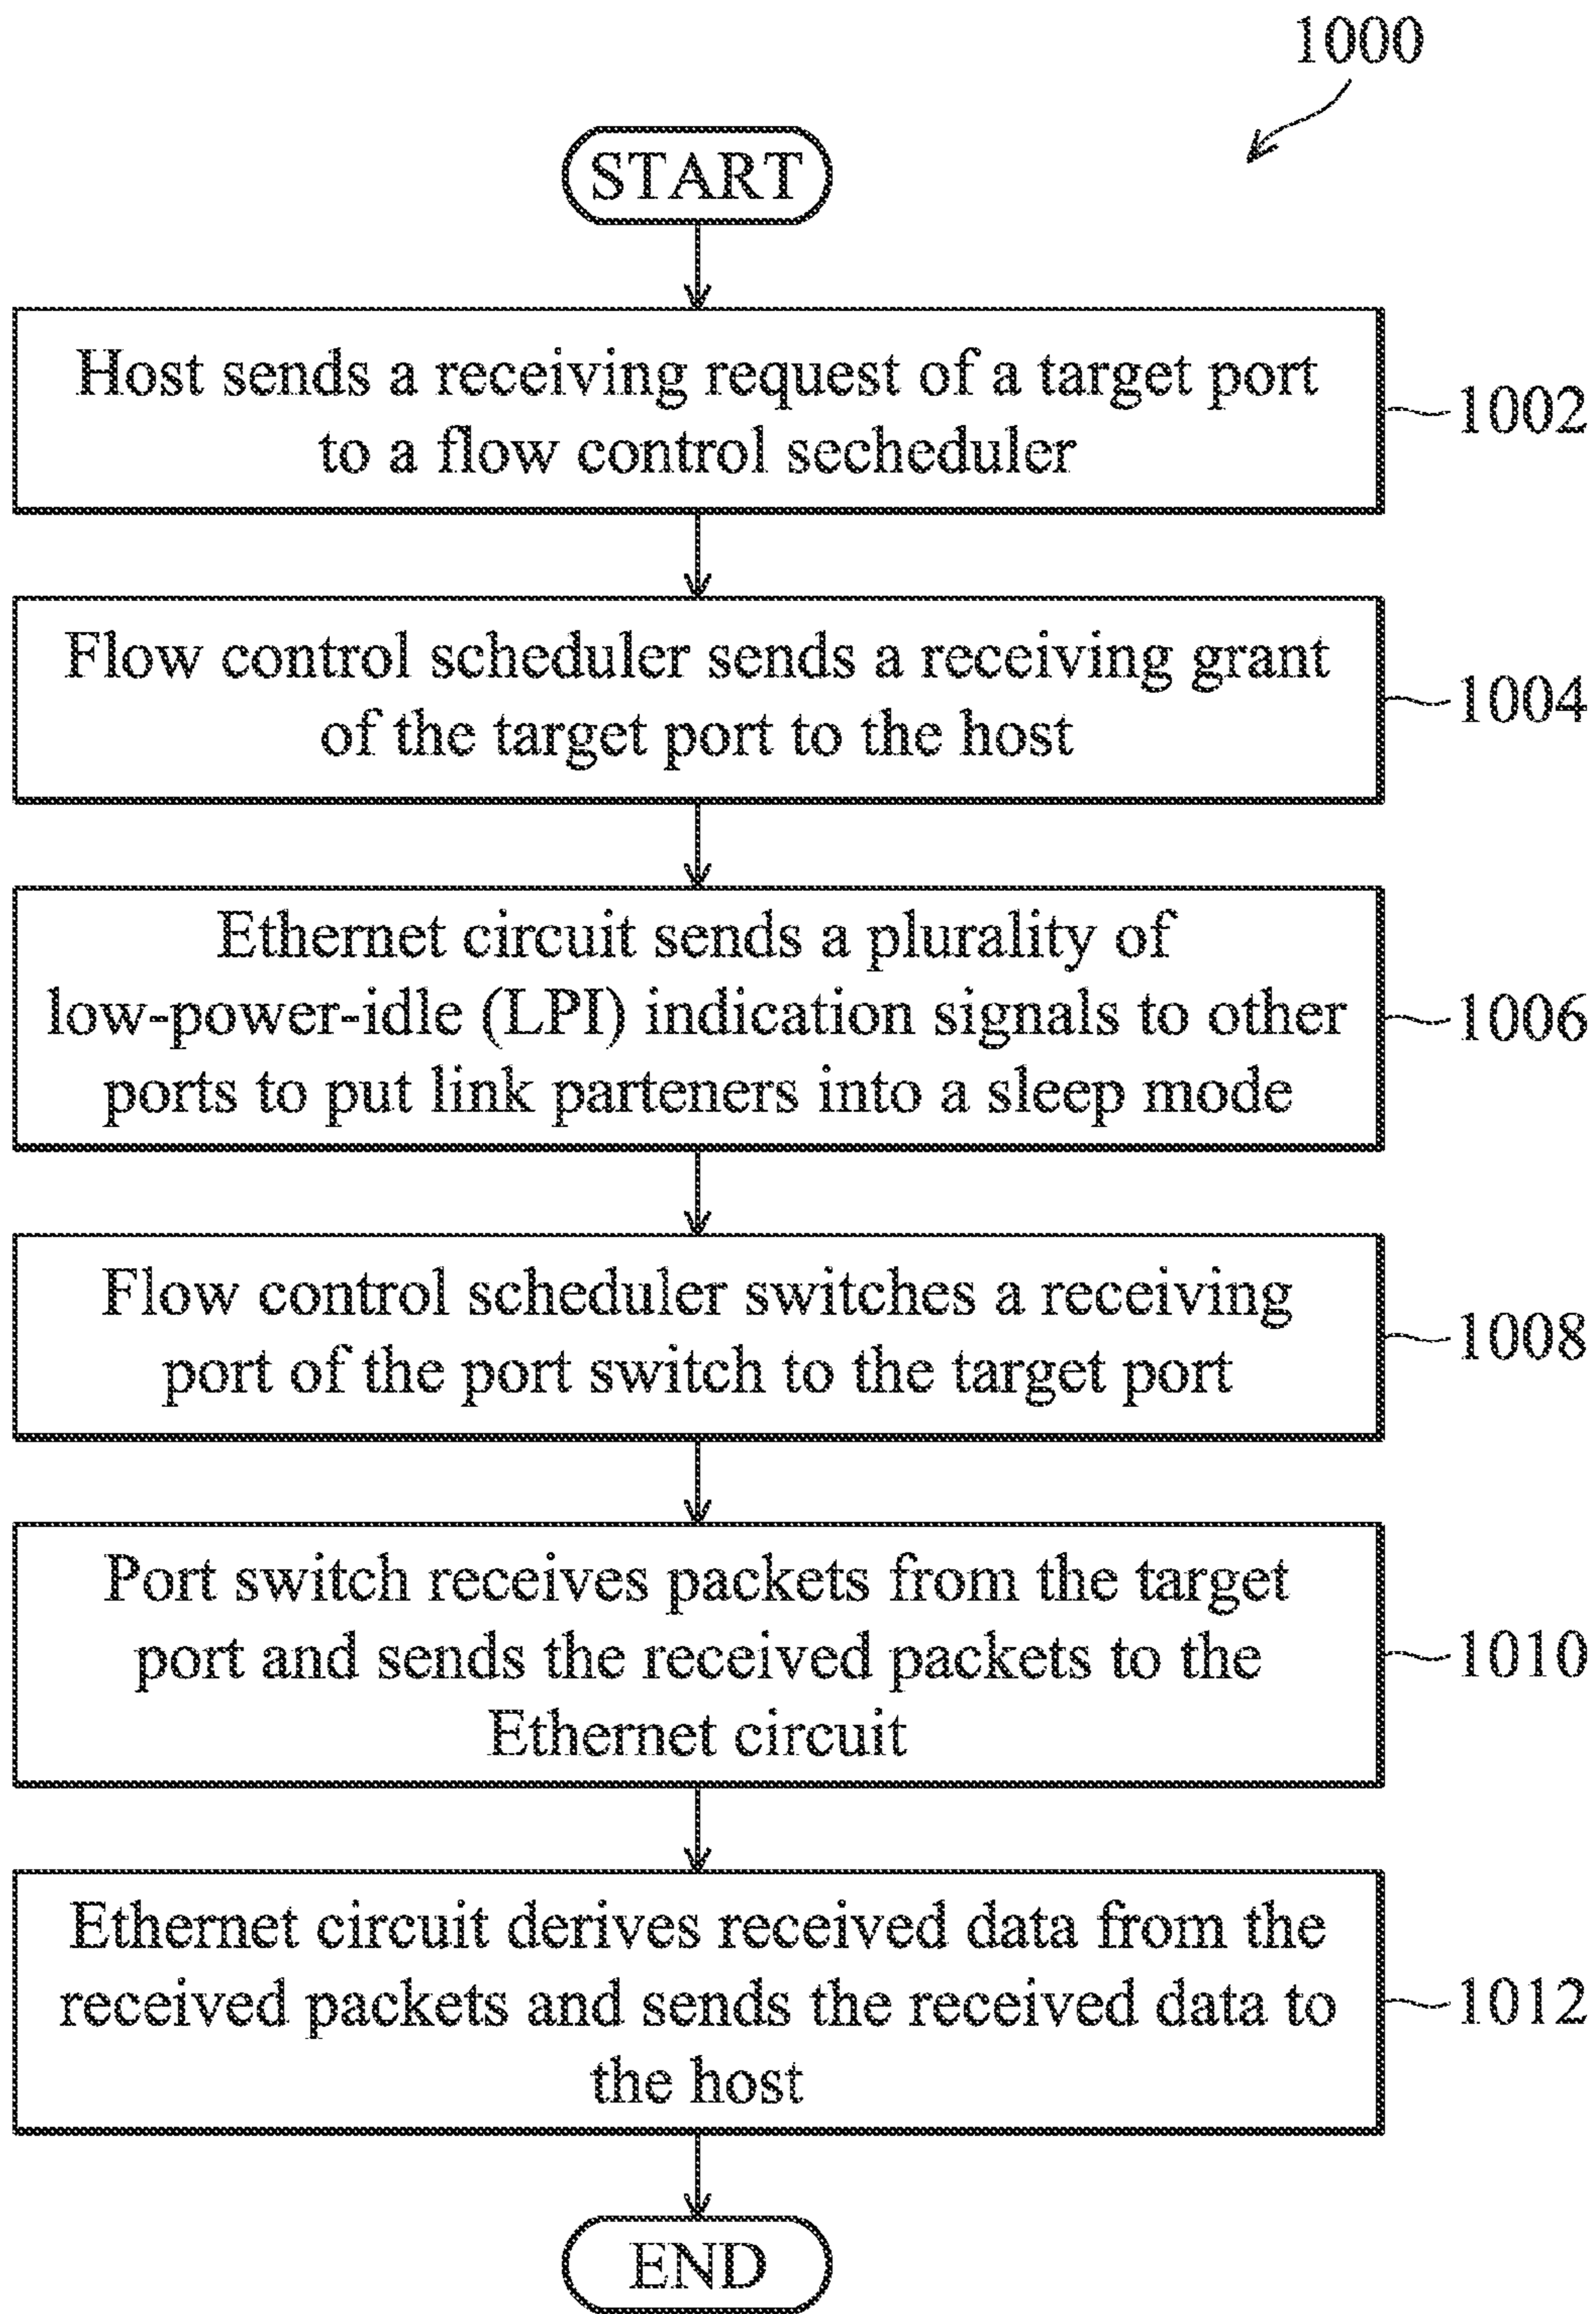 1000
START
Host sends a receiving request of a target port
to a flow control secheduler
1002
Flow control scheduler sends a receiving grant
of the target port to the host
1004
Ethernet circuit sends a plurality of
low-power-idle (LPI) indication signals to other
ports to put link parteners into a sleep mode
1006
Flow control scheduler switches a receiving
port of the port switch to the target port
1008
Port switch receives packets from the target
port and sends the received packets to the
Ethernet circuit
1010
Ethernet circuit derives received data from the
received packets and sends the received data to
the host
1012
END